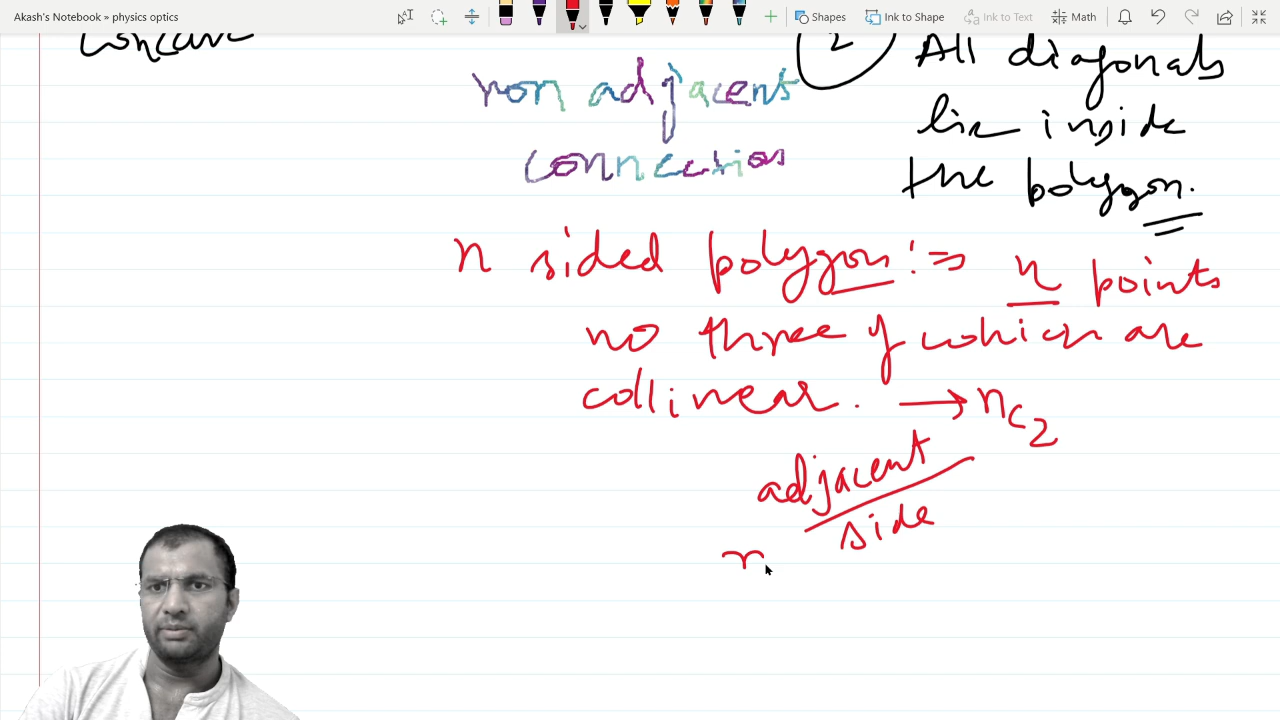 Akash's Notebook » physics optics
Shapes
Ink to Shape
Ink to Text
Math
Concave
non adjacent
connection
2
All diagonals
lie inside
the polygon.
n sided polygon :⇒ n points
no three of which are
collinear. → nC2
adjacent
side
n